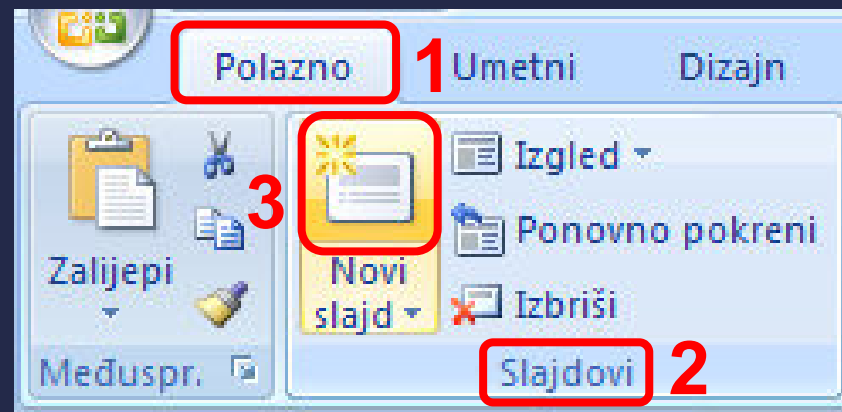 Polazno 1 Umetni Dizajn
3
Zalijepi
Novi
slajd
Izgled
Ponovno pokreni
Izbriši
Međuspr.
Slajdovi 2